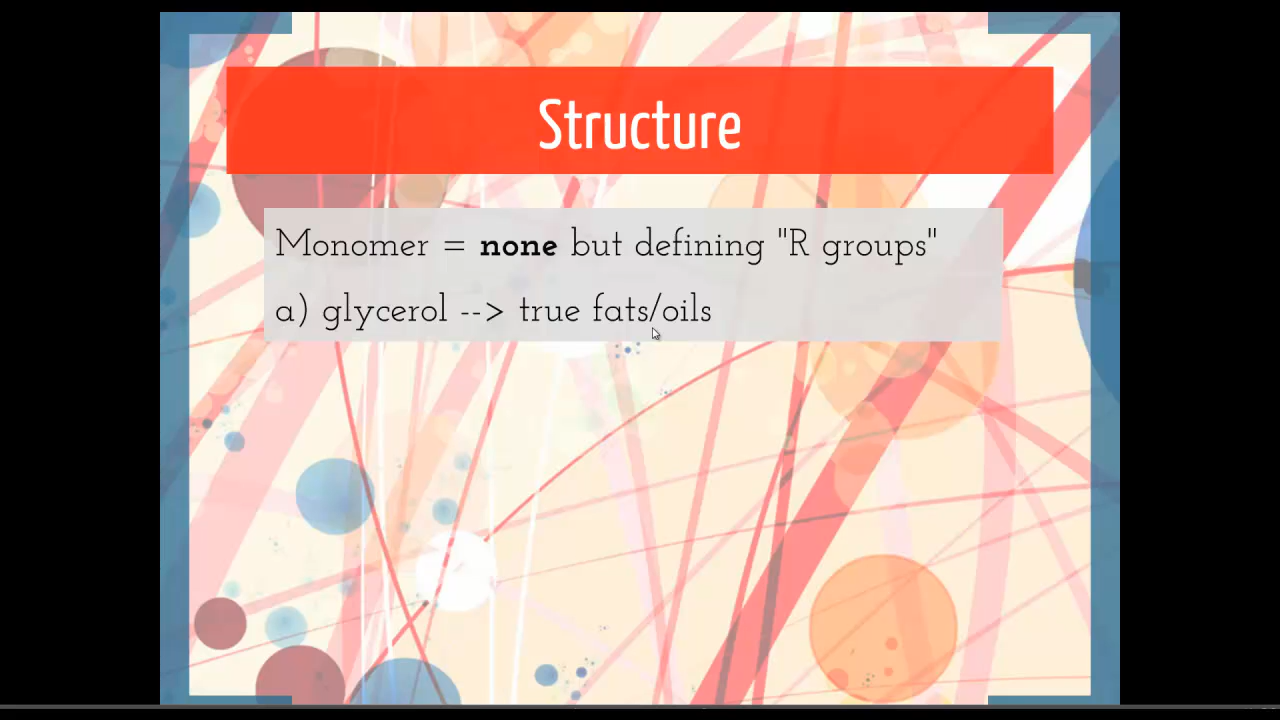 Structure
Monomer = none but defining "R groups"
a) glycerol --> true fats/oils